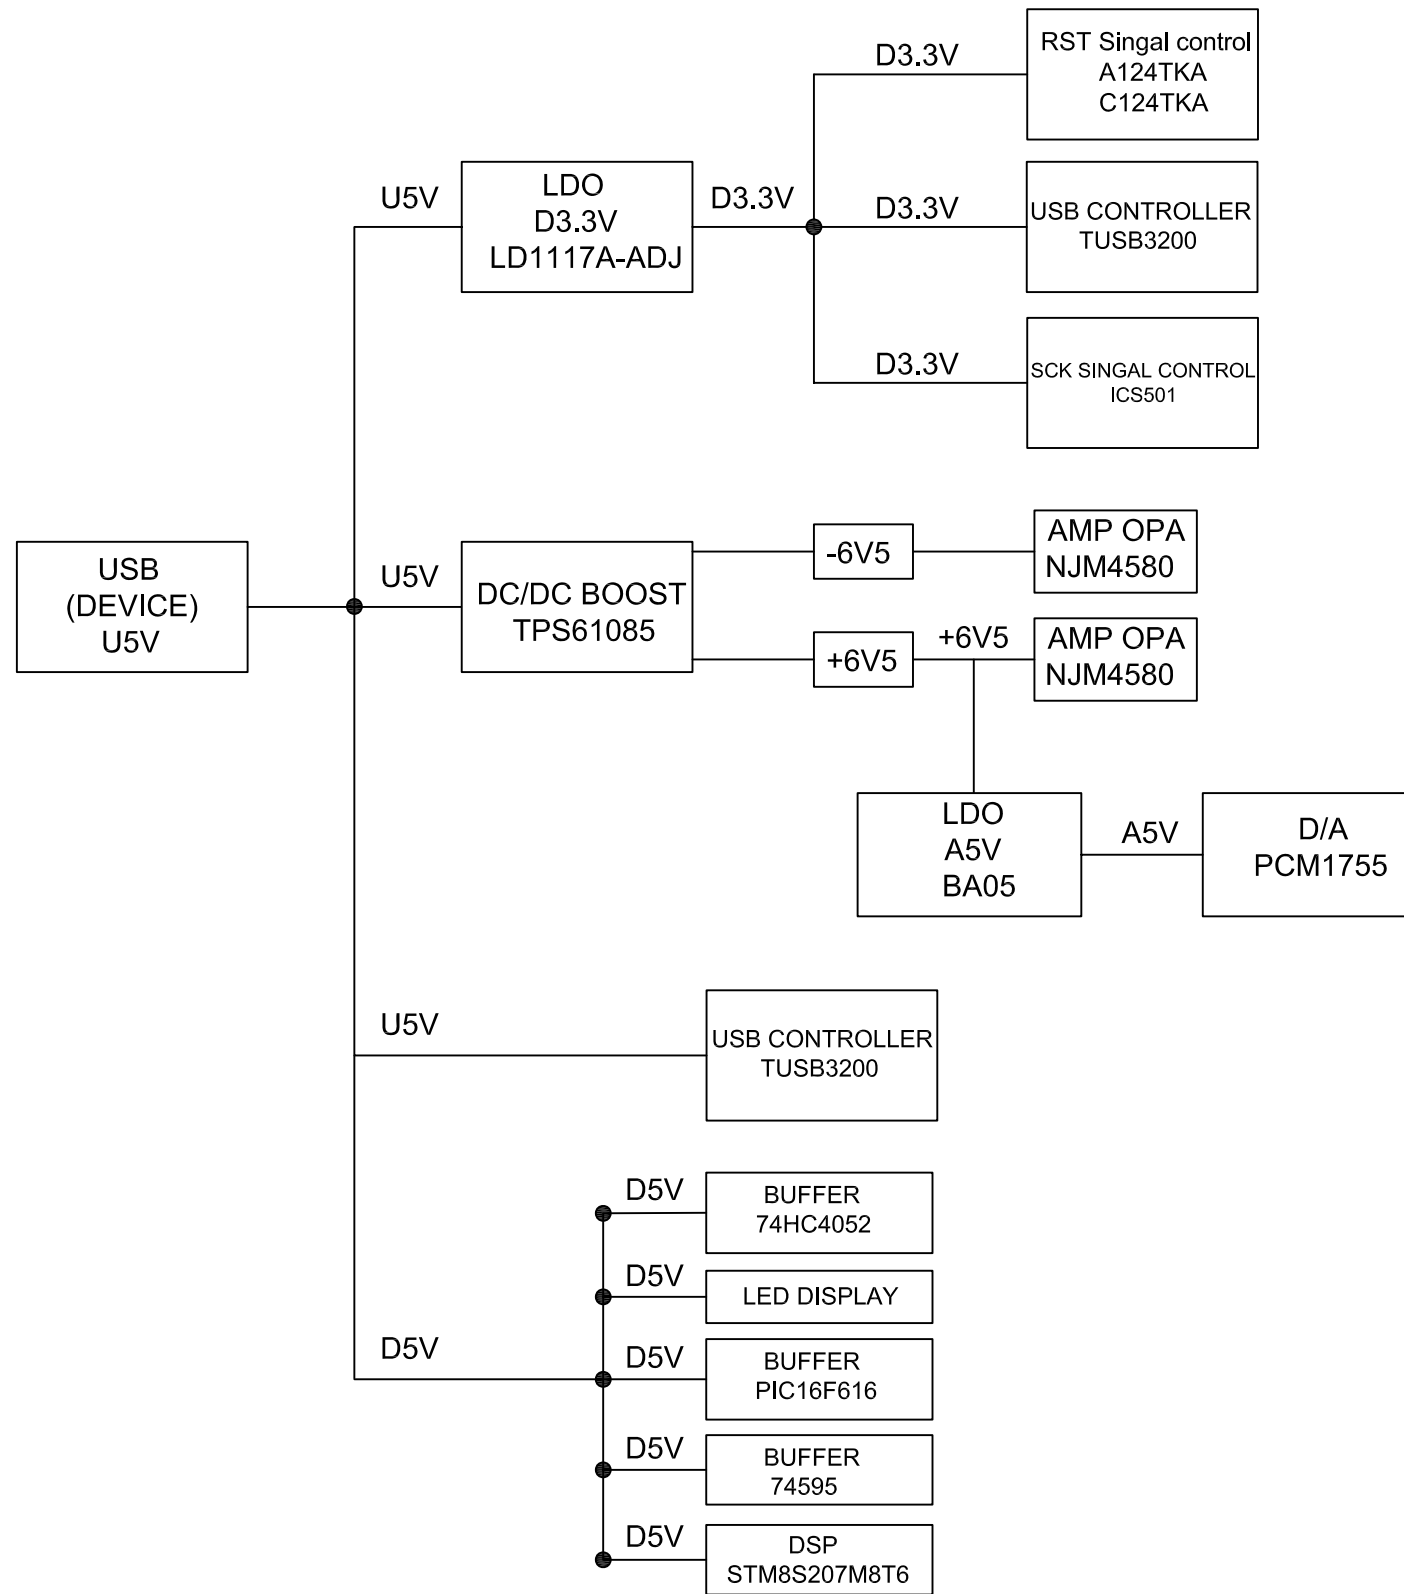 D3.3V
RST Singal control
A124TKA
C124TKA
U5V
LDO
D3.3V
LD1117A-ADJ
D3.3V
D3.3V
USB CONTROLLER
TUSB3200
D3.3V
SCK SINGAL CONTROL
ICS501
USB
(DEVICE)
U5V
U5V
DC/DC BOOST
TPS61085
-6V5
AMP OPA
NJM4580
+6V5
+6V5
AMP OPA
NJM4580
LDO
A5V
BA05
A5V
D/A
PCM1755
U5V
USB CONTROLLER
TUSB3200
D5V
D5V
BUFFER
74HC4052
D5V
LED DISPLAY
D5V
BUFFER
PIC16F616
D5V
BUFFER
74595
D5V
DSP
STM8S207M8T6